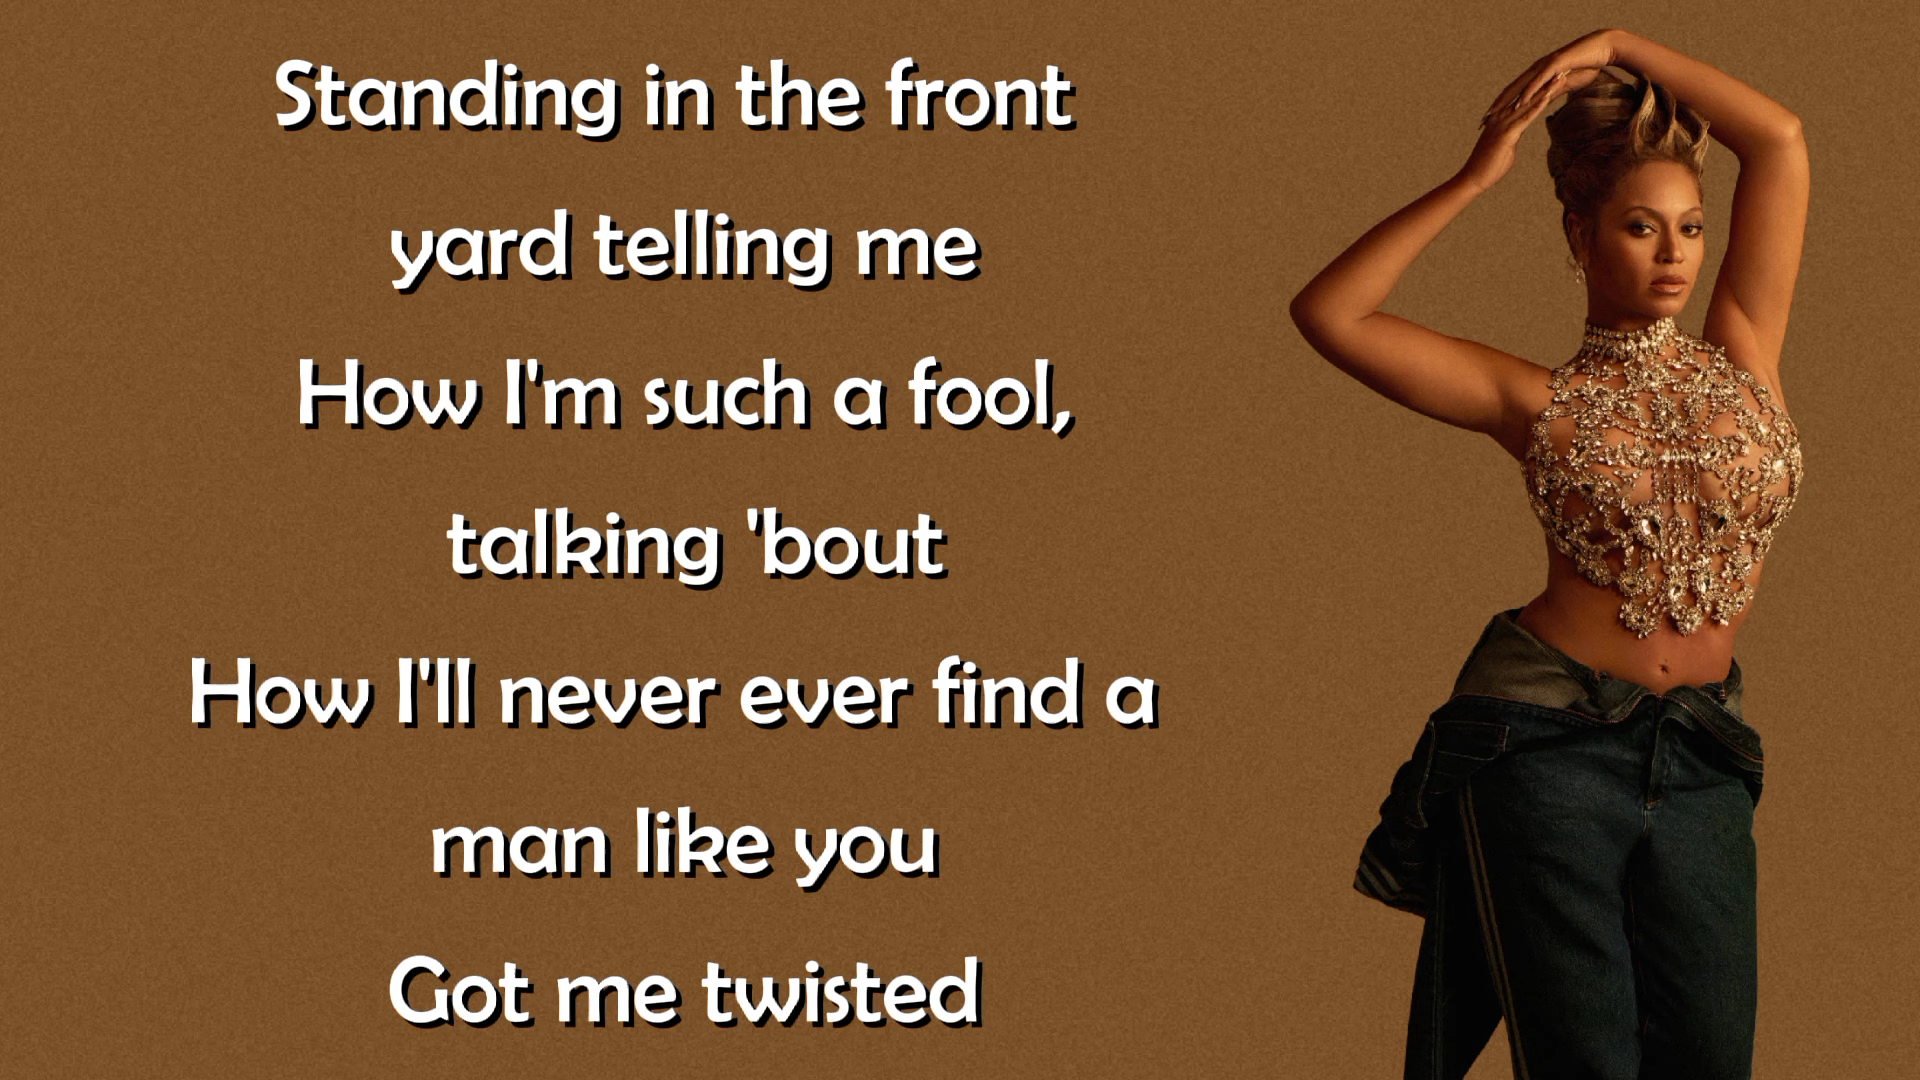 Standing in the front
yard telling me
How I'm such a fool,
talking 'bout
How I'll never ever find a
man like you
Got me twisted